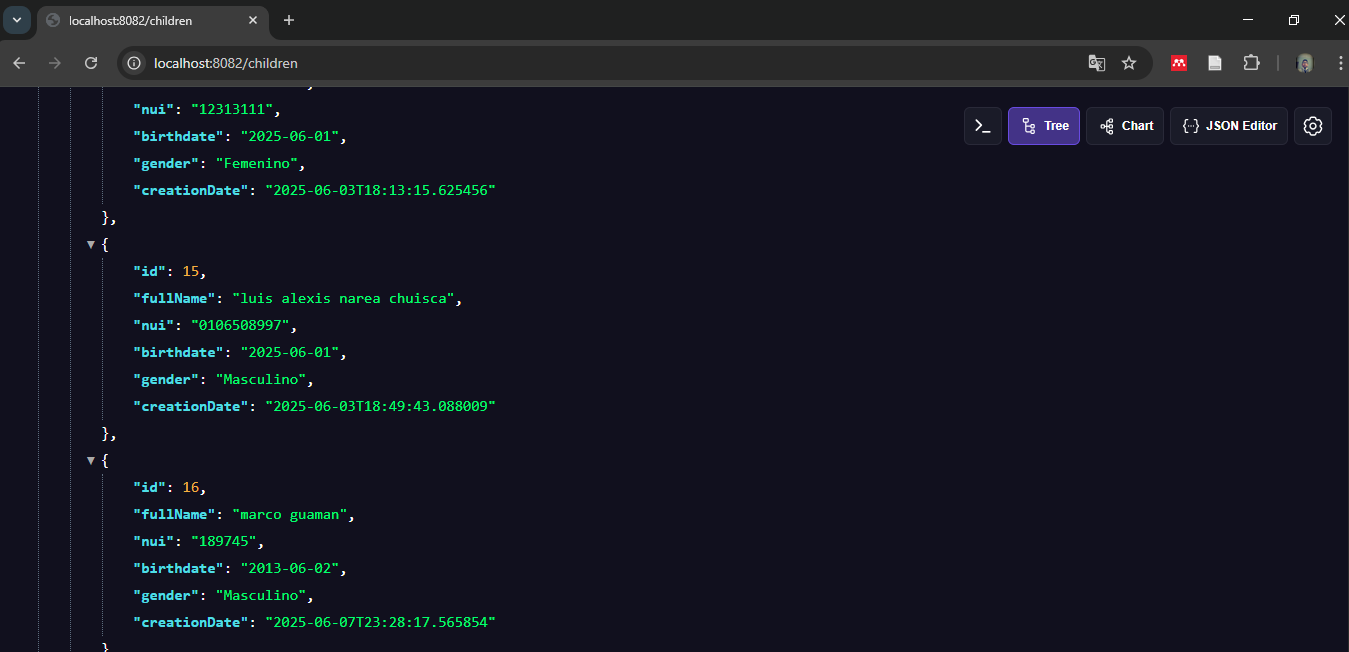 localhost:8082/children
localhost:8082/children
"nui": "12313111",
"birthdate": "2025-06-01",
"gender": "Femenino",
"creationDate": "2025-06-03T18:13:15.625456"
},
Tree
Chart
{··} JSON Editor
{
"id": 15,
"fullName": "luis alexis narea chuisca",
"nui": "0106508997",
"birthdate": "2025-06-01",
"gender": "Masculino",
"creationDate": "2025-06-03T18:49:43.088009"
},
{
"id": 16,
"fullName": "marco guaman",
"nui": "189745",
"birthdate": "2013-06-02",
"gender": "Masculino",
"creationDate": "2025-06-07T23:28:17.565854"
}